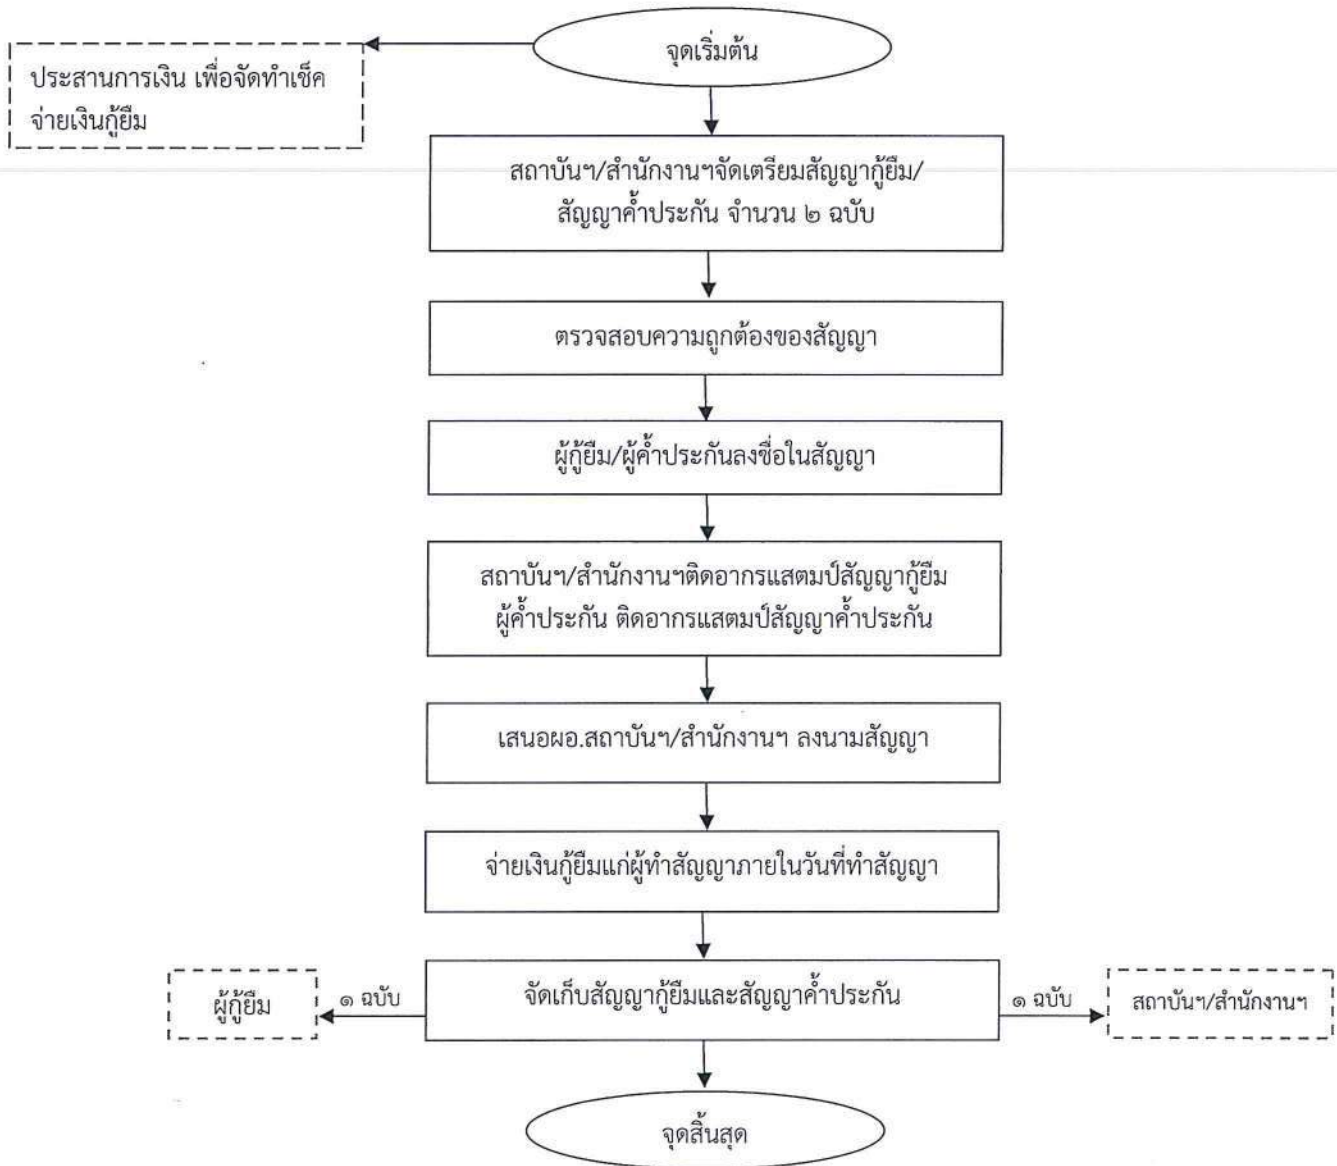 จุดเริ่มต้น
ประสานการเงิน เพื่อจัดทำเช็ค
จ่ายเงินกู้ยืม
สถาบันฯ/สำนักงานฯจัดเตรียมสัญญากู้ยืม/
สัญญาค้ำประกัน จำนวน ๒ ฉบับ
ตรวจสอบความถูกต้องของสัญญา
ผู้กู้ยืม/ผู้ค้ำประกันลงชื่อในสัญญา
สถาบันฯ/สำนักงานฯติดอากรแสตมป์สัญญากู้ยืม
ผู้ค้ำประกัน ติดอากรแสตมป์สัญญาค้ำประกัน
เสนอผอ.สถาบันฯ/สำนักงานฯ ลงนามสัญญา
จ่ายเงินกู้ยืมแก่ผู้ทำสัญญาภายในวันที่ทำสัญญา
ผู้กู้ยืม
๑ ฉบับ
จัดเก็บสัญญากู้ยืมและสัญญาค้ำประกัน
๑ ฉบับ
สถาบันฯ/สำนักงานฯ
จุดสิ้นสุด